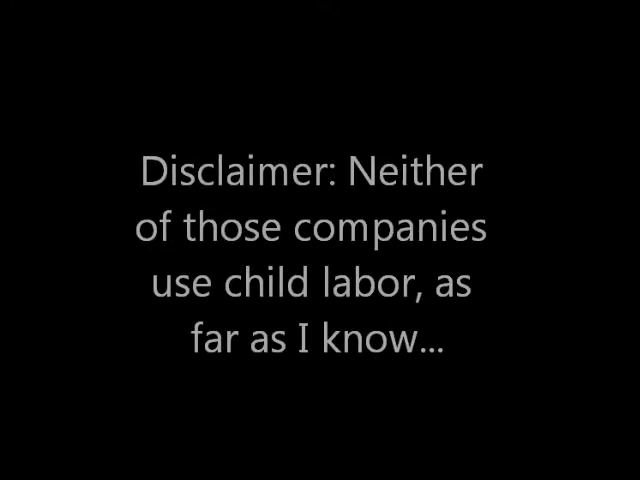 Disclaimer: Neither
of those companies
use child labor, as
far as I know...